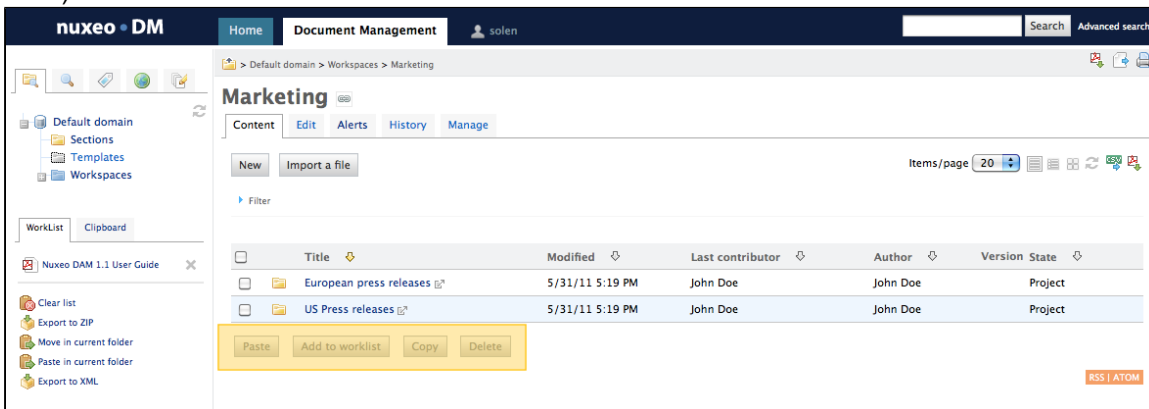 nuxeo DM
Home Document Management solen Search Advanced search
> Default domain > Workspaces > Marketing
Marketing
Content Edit Alerts History Manage
Default domain
Sections
Templates
Workspaces
New Import a file
Items/page 20
Filter
WorkList Clipboard
Nuxeo DAM 1.1 User Guide
Clear list
Export to ZIP
Move in current folder
Paste in current folder
Export to XML
Title Modified Last contributor Author Version State
European press releases 5/31/11 5:19 PM John Doe John Doe Project
US Press releases 5/31/11 5:19 PM John Doe John Doe Project
Paste Add to worklist Copy Delete
RSS | ATOM